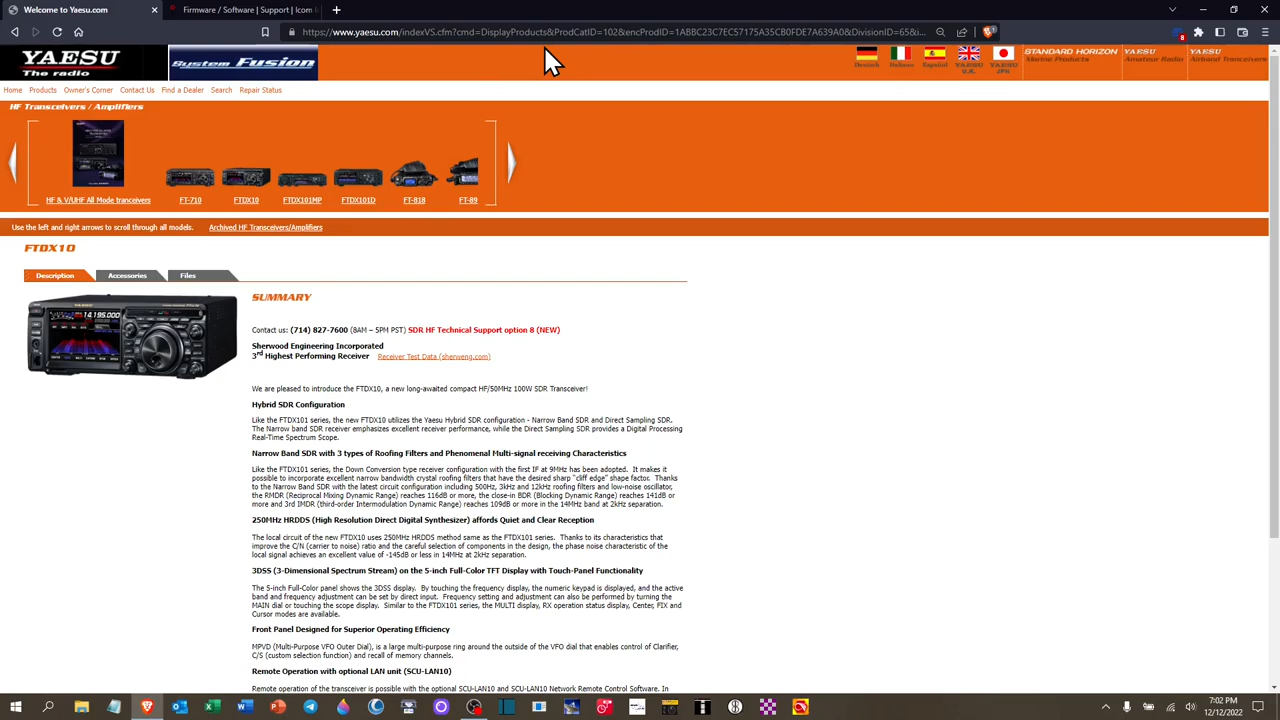 Welcome to Yaesu.com
Firmware / Software | Support | Icom
https://www.yaesu.com/indexVS.cfm?cmd=DisplayProducts&ProdCatID=102&encProdID=1ABBC23C7EC57175A35CB0FDE7A639A0&DivisionID=65&i
8
YAESU
The radio
System Fusion
Deutsch
Italiano
Español
YAESU U.K.
YAESU JPN
STANDARD HORIZON
Marine Products
YAESU
Amateur Radio
YAESU
Airband Tranceivers
Home Products Owner's Corner Contact Us Find a Dealer Search Repair Status
HF Transceivers / Amplifiers
HF & V/UHF All Mode tranceivers FT-710 FTDX10 FTDX101MP FTDX101D FT-818 FT-89
Use the left and right arrows to scroll through all models. Archived HF Transceivers/Amplifiers
FTDX10
Description Accessories Files
YAESU
14.195.000
SUMMARY
Contact us: (714) 827-7600 (8AM – 5PM PST) SDR HF Technical Support option 8 (NEW)
Sherwood Engineering Incorporated
3rd Highest Performing Receiver Receiver Test Data (sherweng.com)
We are pleased to introduce the FTDX10, a new long-awaited compact HF/50MHz 100W SDR Transceiver!
Hybrid SDR Configuration
Like the FTDX101 series, the new FTDX10 utilizes the Yaesu Hybrid SDR configuration - Narrow Band SDR and Direct Sampling SDR.
The Narrow band SDR receiver emphasizes excellent receiver performance, while the Direct Sampling SDR provides a Digital Processing
Real-Time Spectrum Scope.
Narrow Band SDR with 3 types of Roofing Filters and Phenomenal Multi-signal receiving Characteristics
Like the FTDX101 series, the Down Conversion type receiver configuration with the first IF at 9MHz has been adopted. It makes it
possible to incorporate excellent narrow bandwidth crystal roofing filters that have the desired sharp "cliff edge" shape factor. Thanks
to the Narrow Band SDR with the latest circuit configuration including 500Hz, 3kHz and 12kHz roofing filters and low-noise oscillator,
the RMDR (Reciprocal Mixing Dynamic Range) reaches 116dB or more, the close-in BDR (Blocking Dynamic Range) reaches 141dB or
more and 3rd IMDR (third-order Intermodulation Dynamic Range) reaches 109dB or more in the 14MHz band at 2kHz separation.
250MHz HRDDS (High Resolution Direct Digital Synthesizer) affords Quiet and Clear Reception
The local circuit of the new FTDX10 uses 250MHz HRDDS method same as the FTDX101 series. Thanks to its characteristics that
improve the C/N (carrier to noise) ratio and the careful selection of components in the design, the phase noise characteristic of the
local signal achieves an excellent value of -145dB or less in 14MHz at 2kHz separation.
3DSS (3-Dimensional Spectrum Stream) on the 5-inch Full-Color TFT Display with Touch-Panel Functionality
The 5-inch Full-Color panel shows the 3DSS display. By touching the frequency display, the numeric keypad is displayed, and the active
band and frequency adjustment can be set by direct input. Frequency setting and adjustment can also be performed by turning the
MAIN dial or touching the scope display. Similar to the FTDX101 series, the MULTI display, RX operation status display, Center, FIX and
Cursor modes are available.
Front Panel Designed for Superior Operating Efficiency
MPVD (Multi-Purpose VFO Outer Dial), is a large multi-purpose ring around the outside of the VFO dial that enables control of Clarifier,
C/S (custom selection function) and recall of memory channels.
Remote Operation with optional LAN unit (SCU-LAN10)
Remote operation of the transceiver is possible with the optional SCU-LAN10 and SCU-LAN10 Network Remote Control Software. In
7:02 PM
12/12/2022